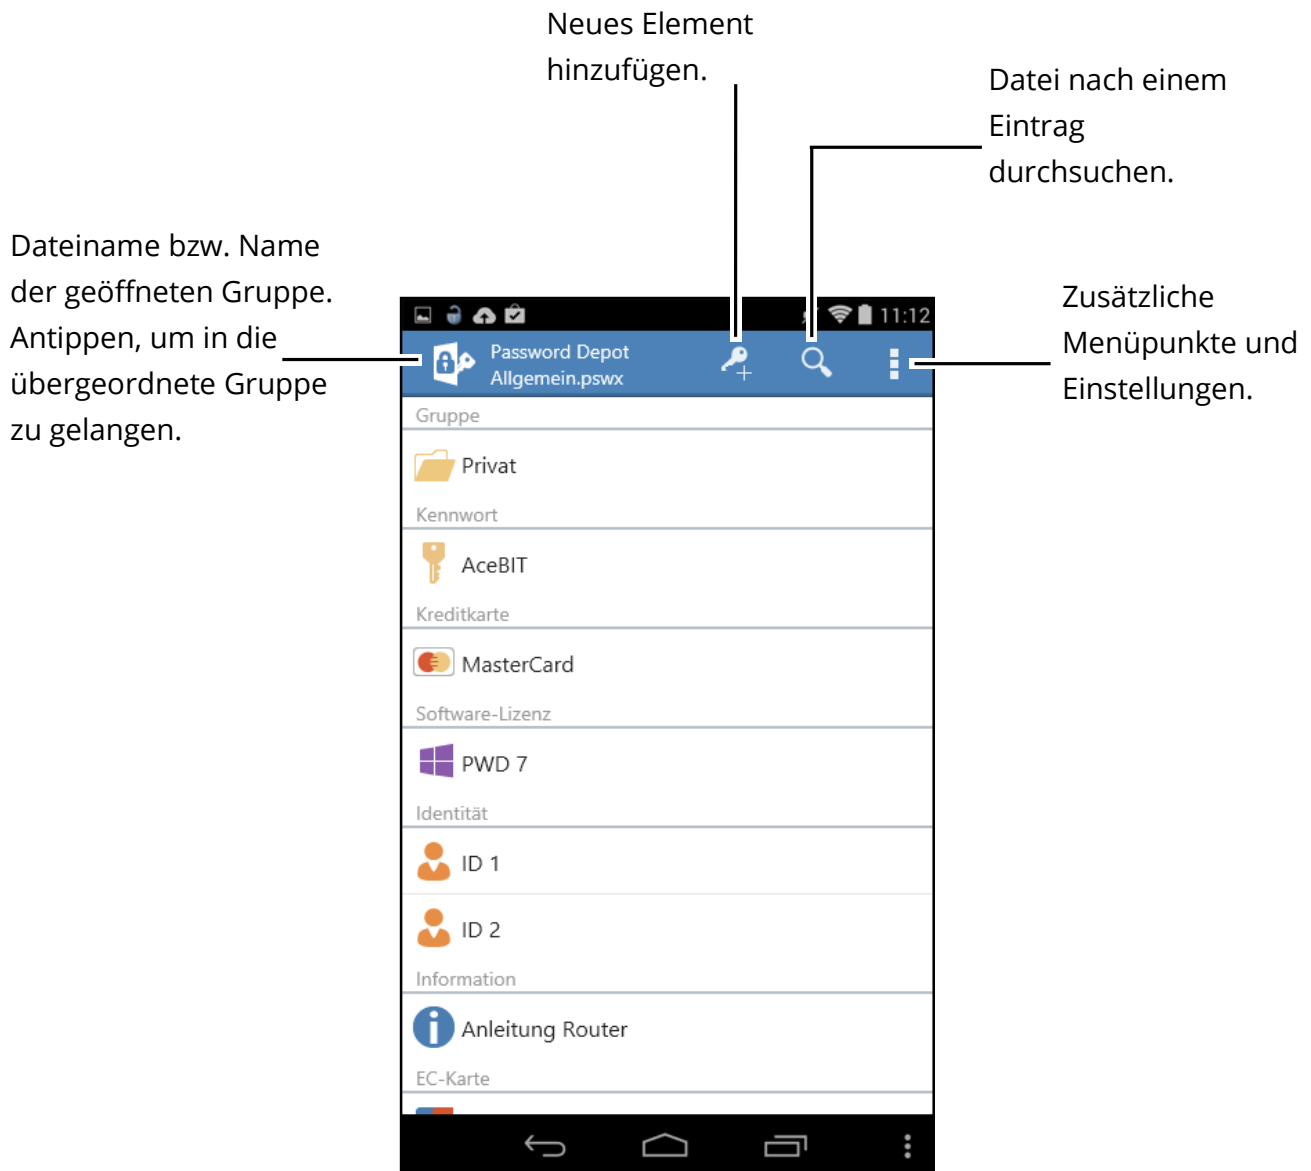 Neues Element
hinzufügen.
Datei nach einem
Eintrag
durchsuchen.
Dateiname bzw. Name
der geöffneten Gruppe.
Antippen, um in die
übergeordnete Gruppe
zu gelangen.
Zusätzliche
Menüpunkte und
Einstellungen.
11:12
Password Depot
Allgemein.pswx
Gruppe
Privat
Kennwort
AceBIT
Kreditkarte
MasterCard
Software-Lizenz
PWD 7
Identität
ID 1
ID 2
Information
Anleitung Router
EC-Karte